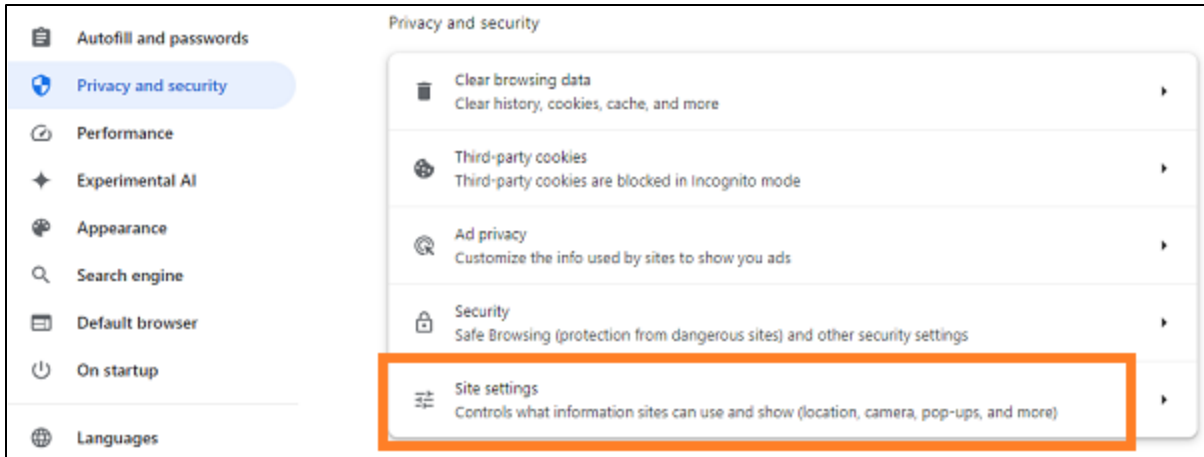 Autofill and passwords
Privacy and security
Performance
Experimental AI
Appearance
Search engine
Default browser
On startup
Languages
Privacy and security
Clear browsing data
Clear history, cookies, cache, and more
Third-party cookies
Third-party cookies are blocked in Incognito mode
Ad privacy
Customize the info used by sites to show you ads
Security
Safe Browsing (protection from dangerous sites) and other security settings
Site settings
Controls what information sites can use and show (location, camera, pop-ups, and more)